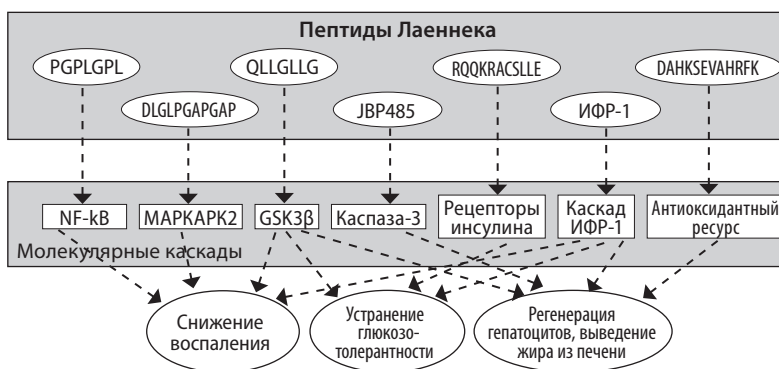 Пептиды Лаеннека
PGPLGPL
QLLGLLG
RQQKRACSLLE
DAHKSEVAHRFK
DLGLPGAPGAP
JBP485
ИФР-1
NF-kB
MAPKAPK2
GSK3β
Каспаза-3
Рецепторы
инсулина
Каскад
ИФР-1
Антиоксидантный
ресурс
Молекулярные каскады
Снижение
воспаления
Устранение
глюкозо-
толерантности
Регенерация
гепатоцитов, выведение
жира из печени